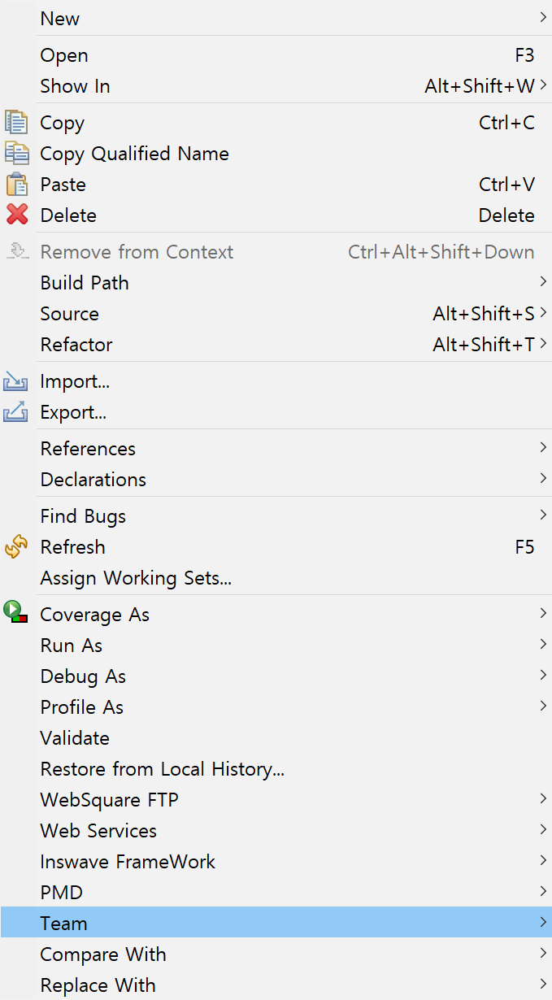 New
Open F3
Show In Alt+Shift+W
Copy Ctrl+C
Copy Qualified Name
Paste Ctrl+V
Delete Delete
Remove from Context Ctrl+Alt+Shift+Down
Build Path
Source Alt+Shift+S
Refactor Alt+Shift+T
Import...
Export...
References
Declarations
Find Bugs
Refresh F5
Assign Working Sets...
Coverage As
Run As
Debug As
Profile As
Validate
Restore from Local History...
WebSquare FTP
Web Services
Inswave FrameWork
PMD
Team
Compare With
Replace With